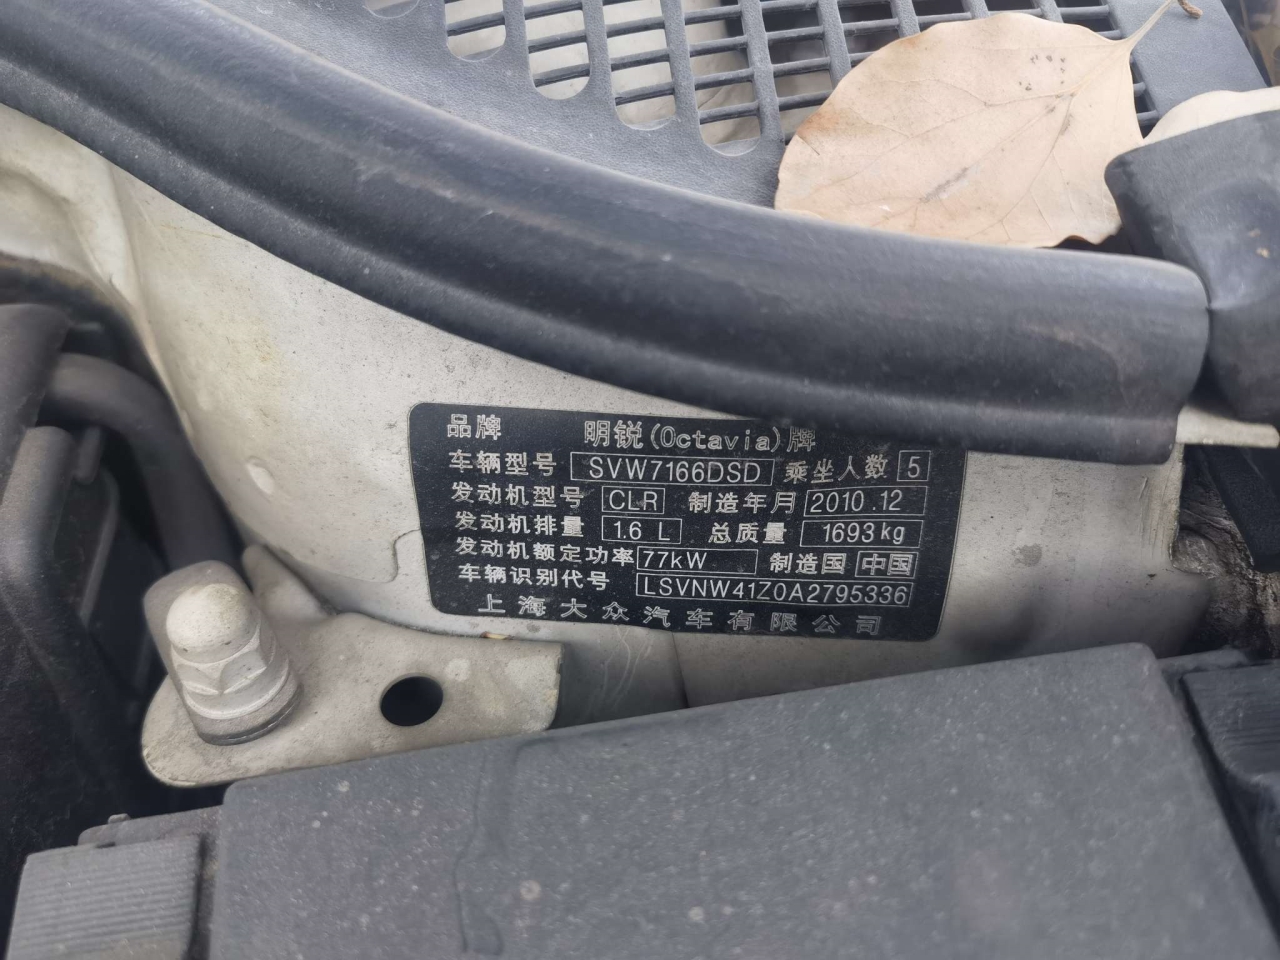 品牌 明锐(Octavia)牌
车辆型号 SVW7166DSD 乘坐人数 5
发动机型号 CLR 制造年月 2010.12
发动机排量 1.6 L 总质量 1693kg
发动机额定功率 77kW 制造国 中国
车辆识别代号 LSVNW41Z0A2795336
上海大众汽车有限公司